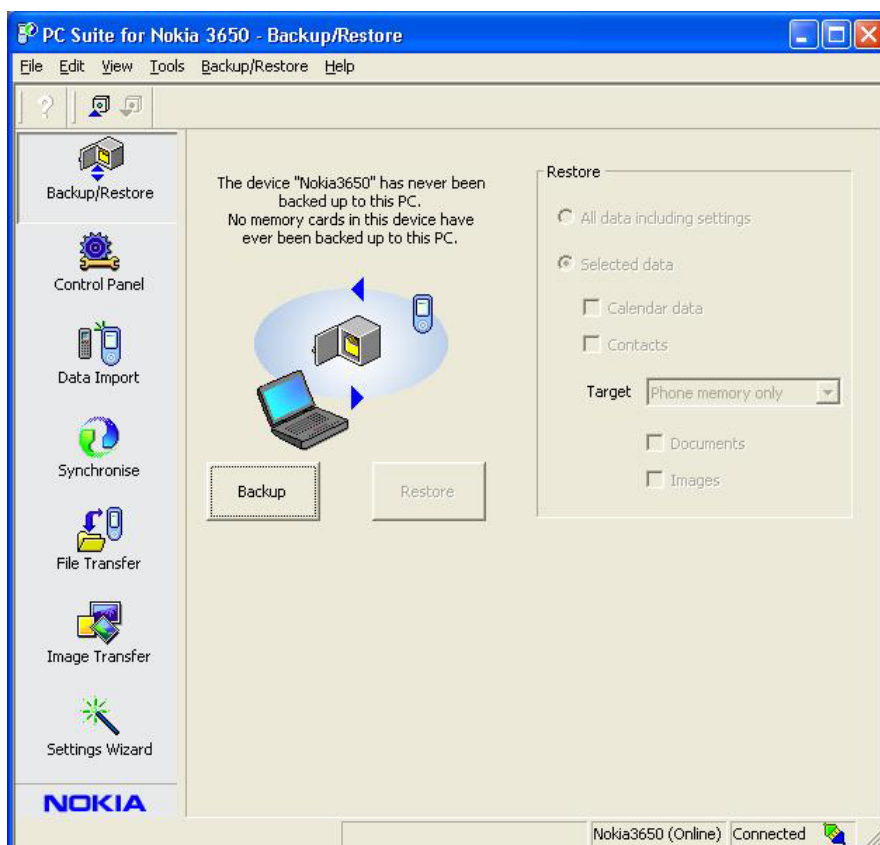 PC Suite for Nokia 3650 - Backup/Restore
File Edit View Tools Backup/Restore Help
Backup/Restore
Control Panel
Data Import
Synchronise
File Transfer
Image Transfer
Settings Wizard
NOKIA
The device "Nokia3650" has never been
backed up to this PC.
No memory cards in this device have
ever been backed up to this PC.
Backup
Restore
Restore
All data including settings
Selected data
Calendar data
Contacts
Target Phone memory only
Documents
Images
Nokia3650 (Online) Connected